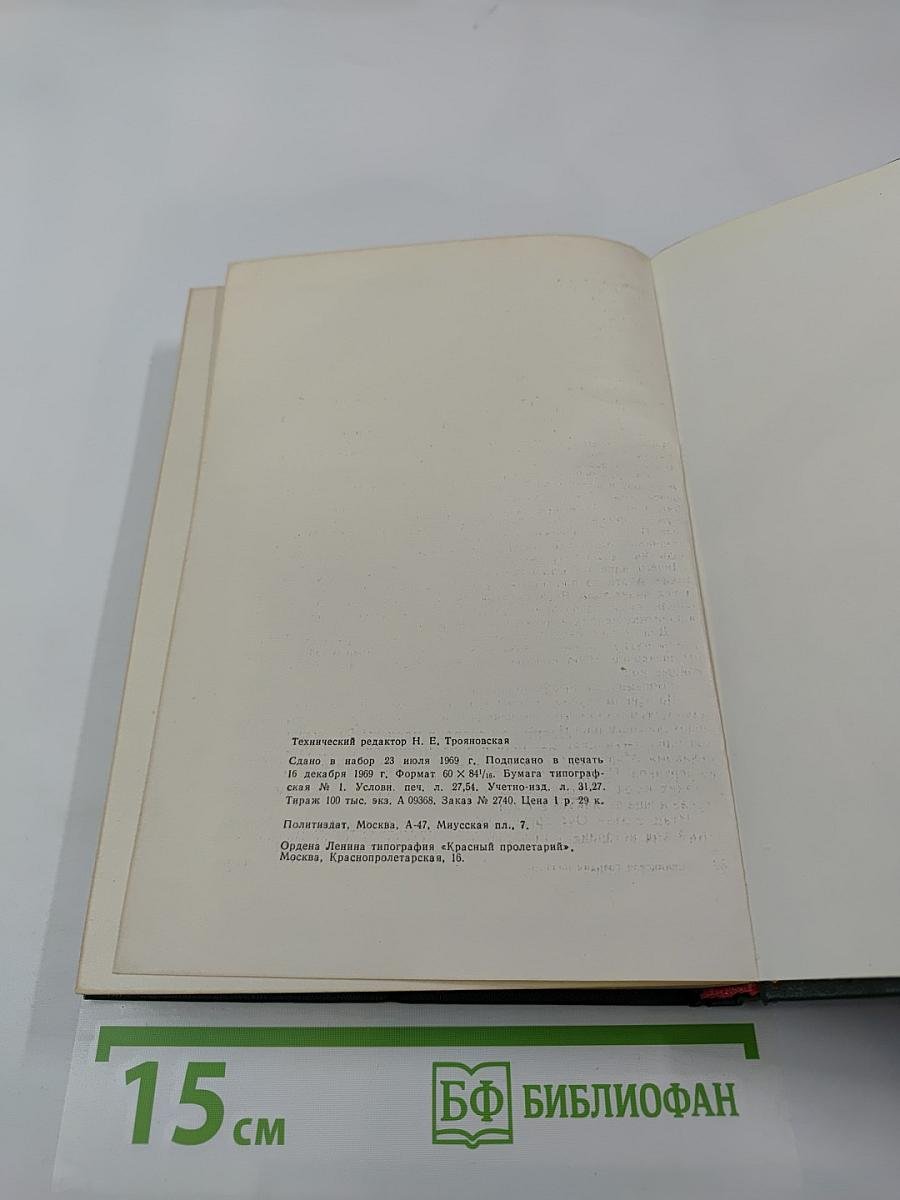 Технический редактор Н. Е. Трояновская
Сдано в набор 23 июля 1969 г. Подписано в печать
16 декабря 1969 г. Формат 60 × 84¹/₁₆. Бумага типограф-
ская № 1. Условн. печ. л. 27,54. Учетно-изд. л. 31,27.
Тираж 100 тыс. экз. А 09368. Заказ № 2740. Цена 1 р. 29 к.
Политиздат, Москва, А-47, Миусская пл., 7.
Ордена Ленина типография «Красный пролетарий».
Москва, Краснопролетарская, 16.
15 см
БФ БИБЛИОФАН